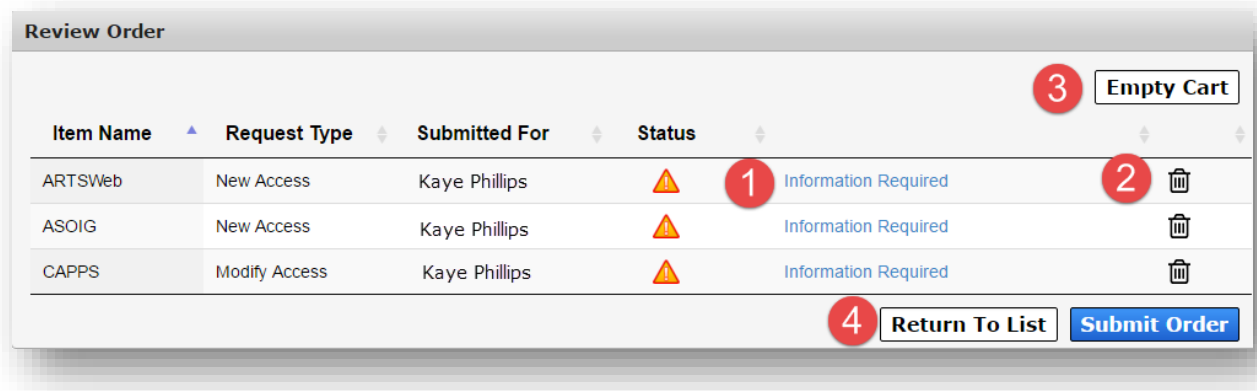 Review Order
3 Empty Cart
Item Name Request Type Submitted For Status
ARTSWeb New Access Kaye Phillips 1 Information Required 2
ASOIG New Access Kaye Phillips Information Required
CAPPS Modify Access Kaye Phillips Information Required
4 Return To List Submit Order